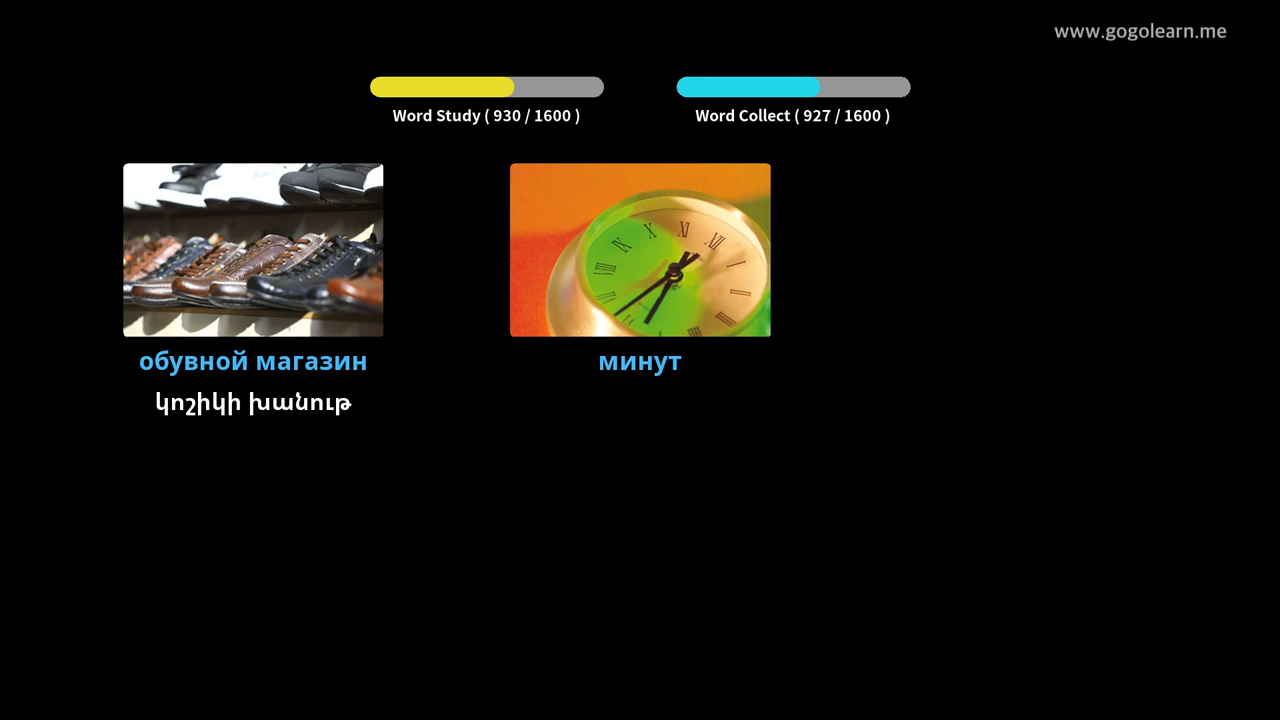 www.gogolearn.me
Word Study ( 930 / 1600 )
Word Collect ( 927 / 1600 )
обувной магазин
минут
կոշիկի խանութ